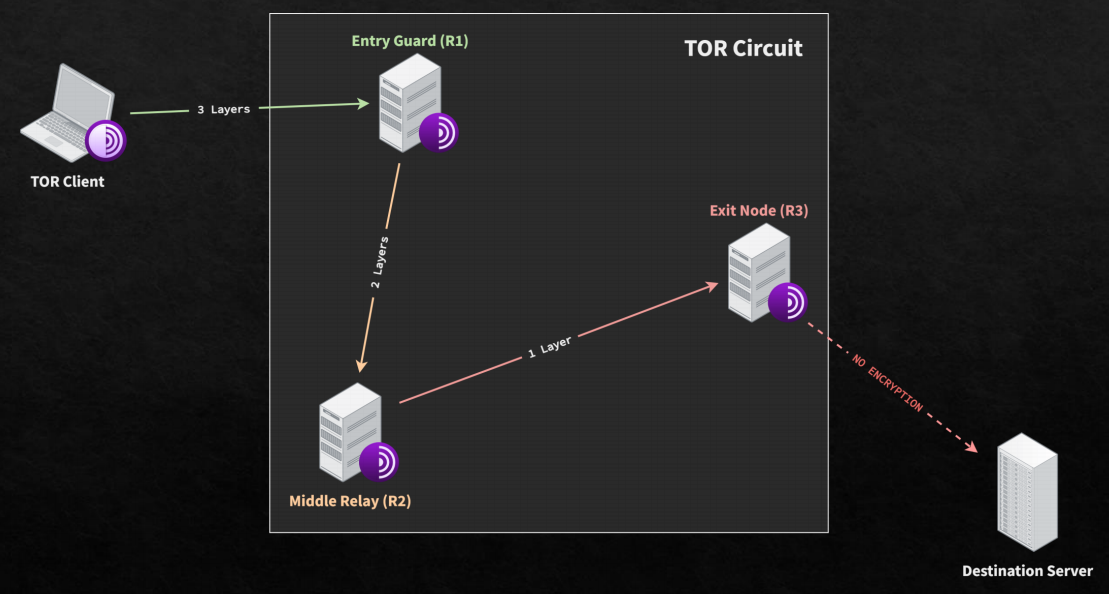 Entry Guard (R1)
TOR Circuit
3 Layers
TOR Client
Exit Node (R3)
2 Layers
1 Layer
NO ENCRYPTION
Middle Relay (R2)
Destination Server